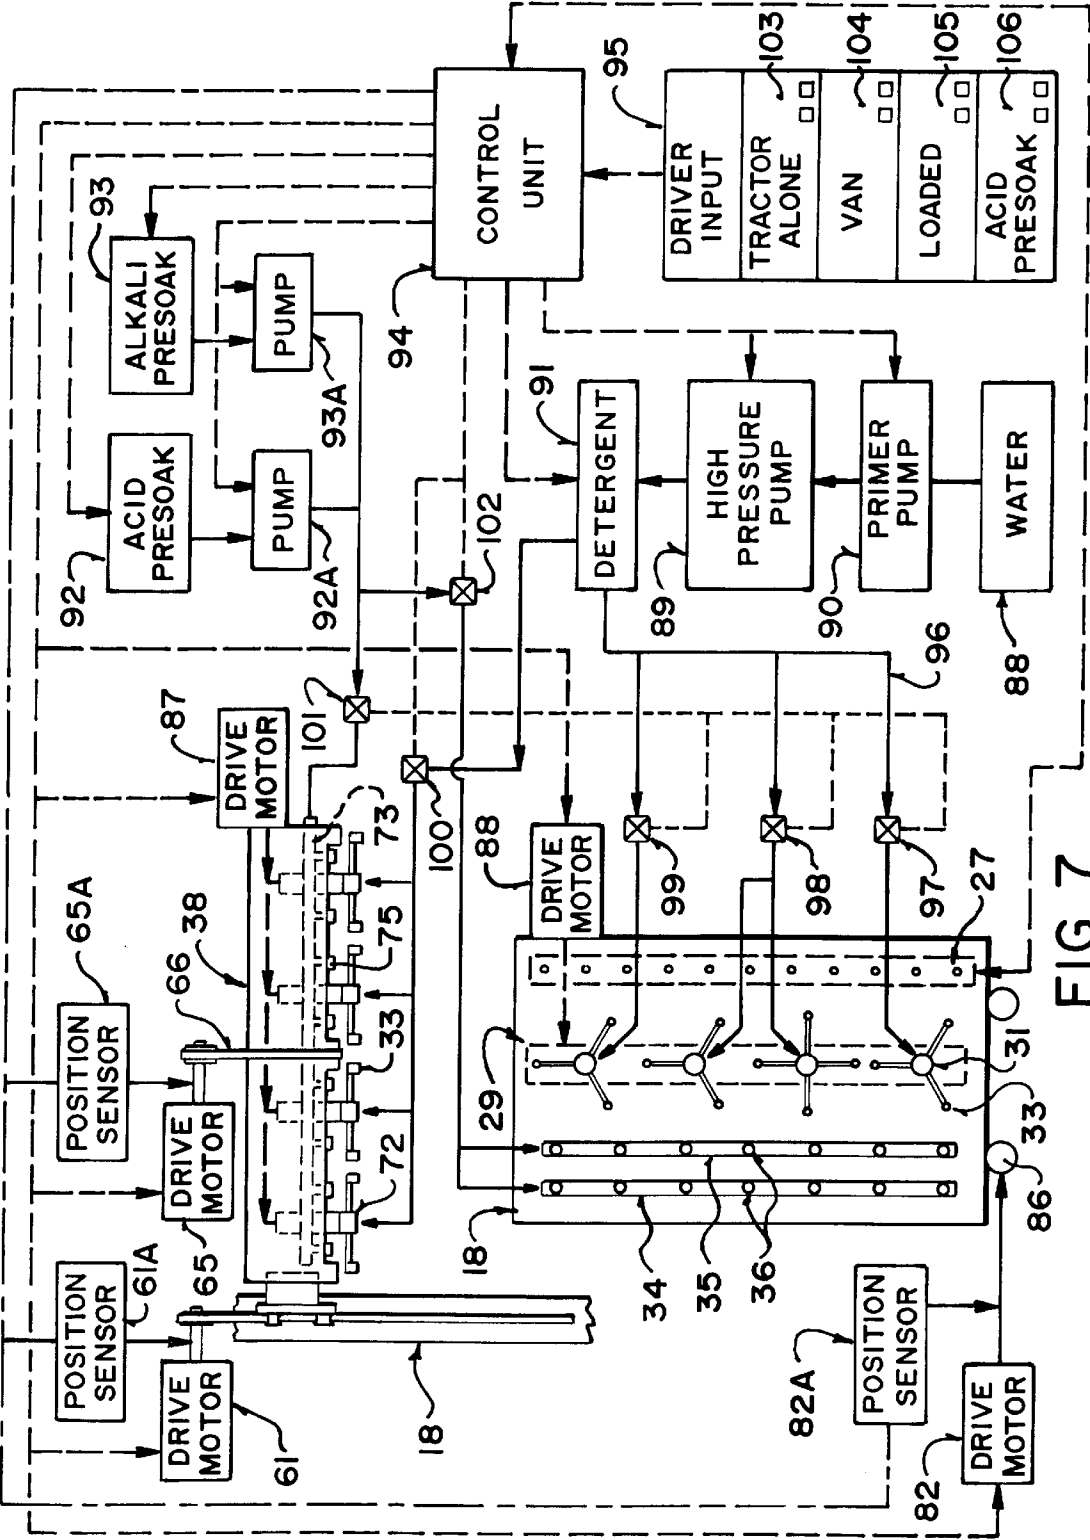 87
DRIVE
MOTOR
101
73
65A
POSITION
SENSOR
38
66
75
33
72
100
DRIVE
MOTOR
65
61A
POSITION
SENSOR
DRIVE
MOTOR
61
18
92
ACID
PRESOAK
93
ALKALI
PRESOAK
PUMP
92A
PUMP
93A
102
94
CONTROL
UNIT
95
DRIVER
INPUT
TRACTOR
ALONE
103
VAN
104
LOADED
105
ACID
PRESOAK
106
91
DETERGENT
89
HIGH
PRESSURE
PUMP
90
PRIMER
PUMP
WATER
88
96
88
DRIVE
MOTOR
99
98
97
27
29
31
33
18
34
35
36
86
82A
POSITION
SENSOR
82
DRIVE
MOTOR
FIG 7